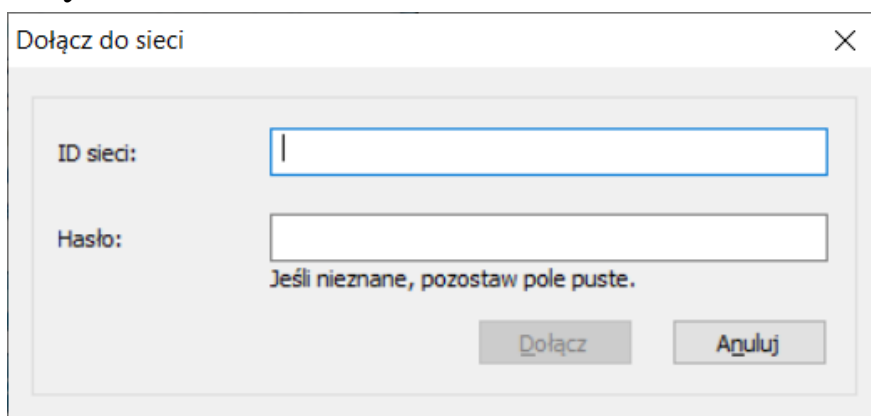 Dołącz do sieci
ID sieci:
Hasło:
Jeśli nieznane, pozostaw pole puste.
Dołącz Anuluj